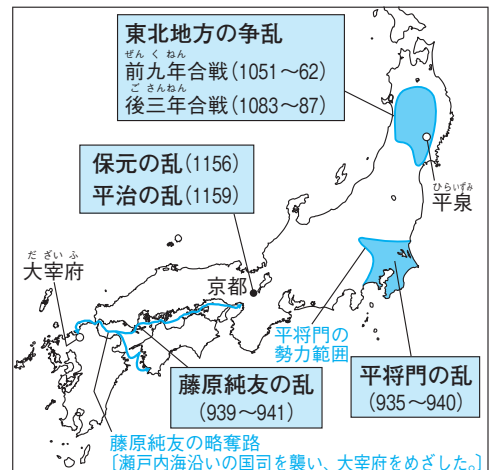 東北地方の争乱
ぜん く ねん
前九年合戦(1051～62)
ご さんねん
後三年合戦(1083～87)
保元の乱(1156)
平治の乱(1159)
ひらいずみ
平泉
だ ざい ふ
大宰府
京都
平将門の
勢力範囲
藤原純友の乱
(939～941)
平将門の乱
(935～940)
藤原純友の略奪路
〔瀬戸内海沿いの国司を襲い、大宰府をめざした。〕